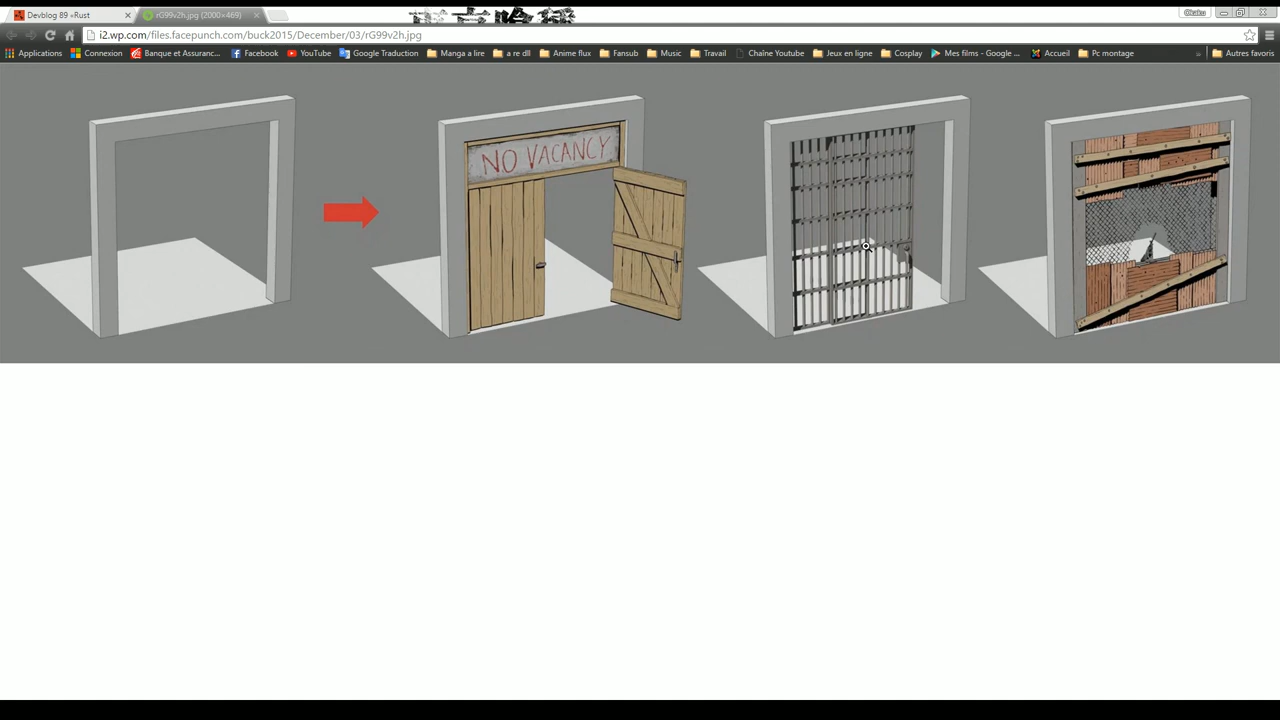 Devblog 89 «Rust
rG99v2h.jpg (2000×469)
Okaku
i2.wp.com/files.facepunch.com/buck2015/December/03/rG99v2h.jpg
Applications Connexion Banque et Assuranc... Facebook YouTube Google Traduction Manga a lire a re dll Anime flux Fansub Music Travail Chaîne Youtube Jeux en ligne Cosplay Mes films - Google ... Accueil Pc montage » Autres favoris
NO VACANCY